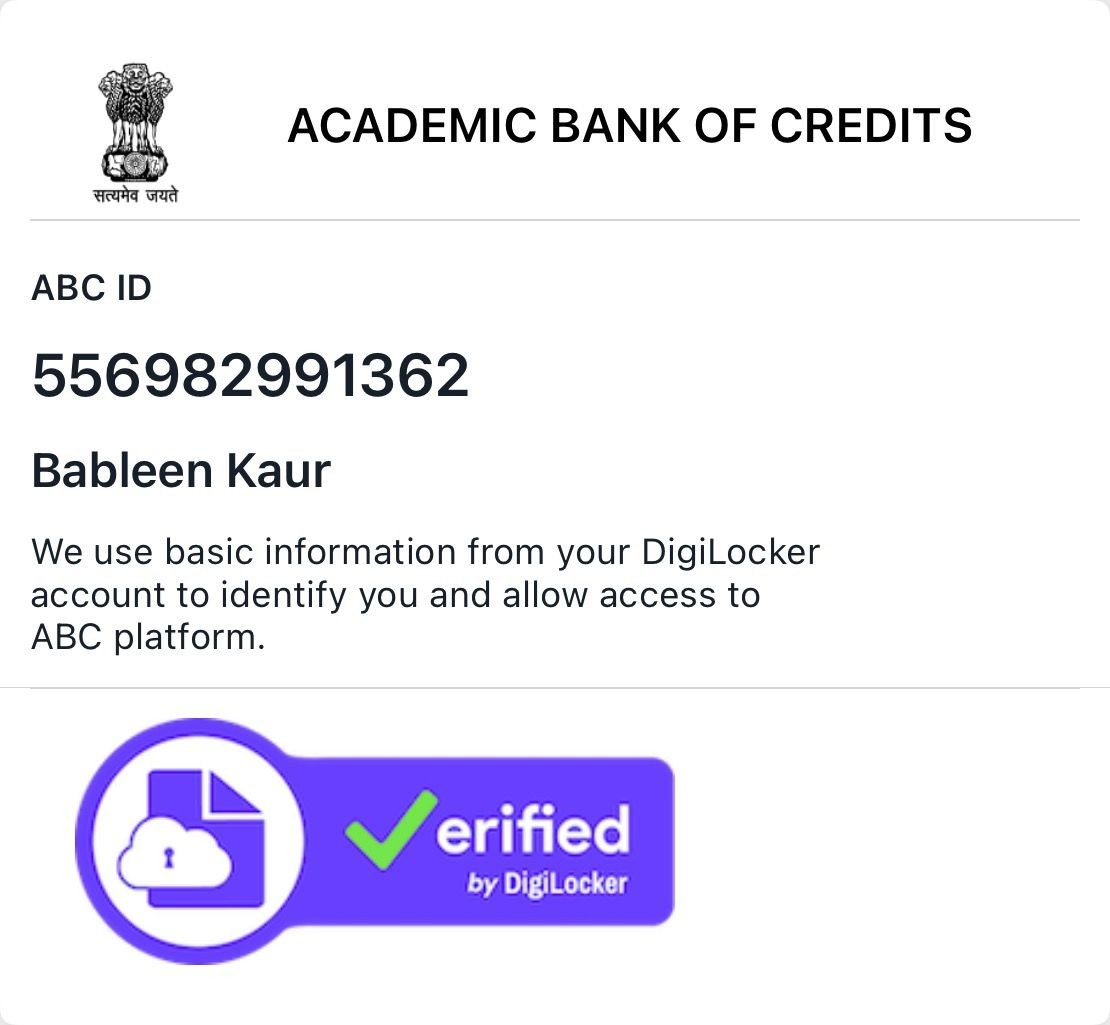 सत्यमेव जयते
ACADEMIC BANK OF CREDITS
ABC ID
556982991362
Bableen Kaur
We use basic information from your DigiLocker
account to identify you and allow access to
ABC platform.
Verified
by DigiLocker